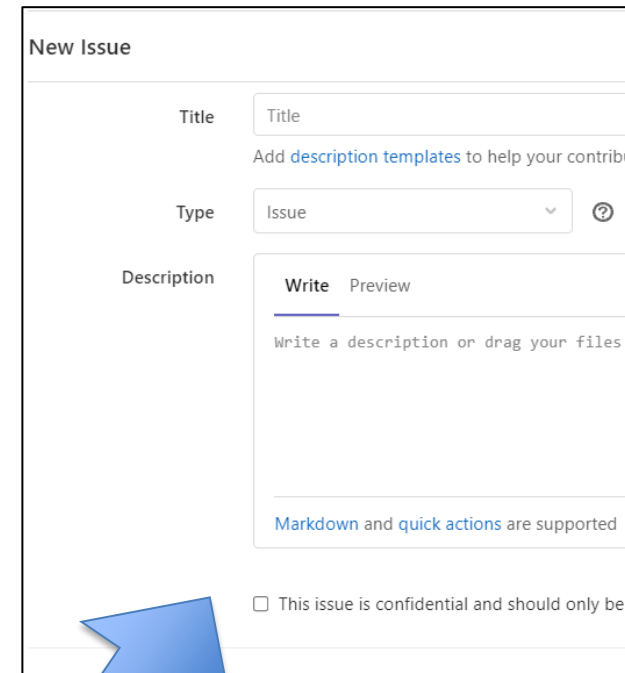 New Issue
Title
Title
Add description templates to help your contrib
Type
Issue
Description
Write Preview
Write a description or drag your files
Markdown and quick actions are supported
This issue is confidential and should only be